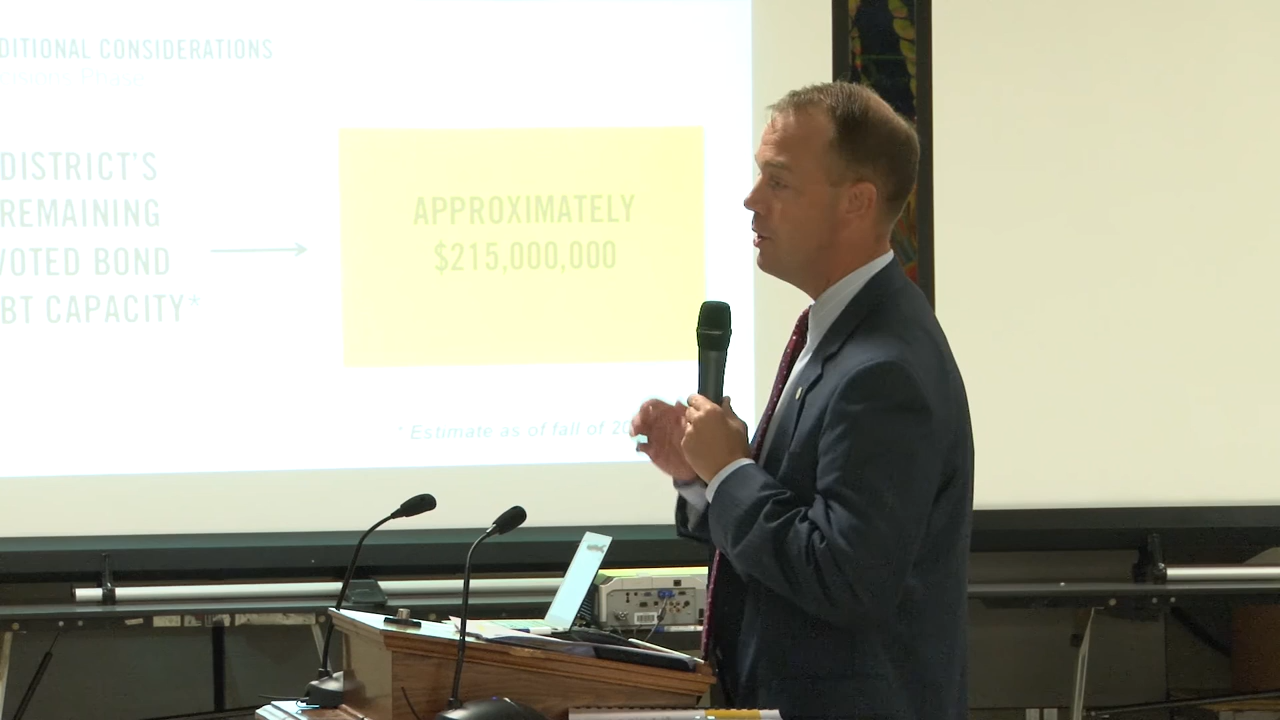 DITIONAL CONSIDERATIONS
DISTRICT'S
REMAINING
VOTED BOND
BT CAPACITY*
APPROXIMATELY
$215,000,000
* Estimate as of fall of 20